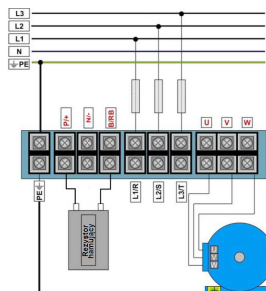 L3
L2
L1
N
PE
P/+
N/-
B/RB
U
V
W
PE
L1/R
L2/S
L3/T
Rezystor
hamujący
U
V
W